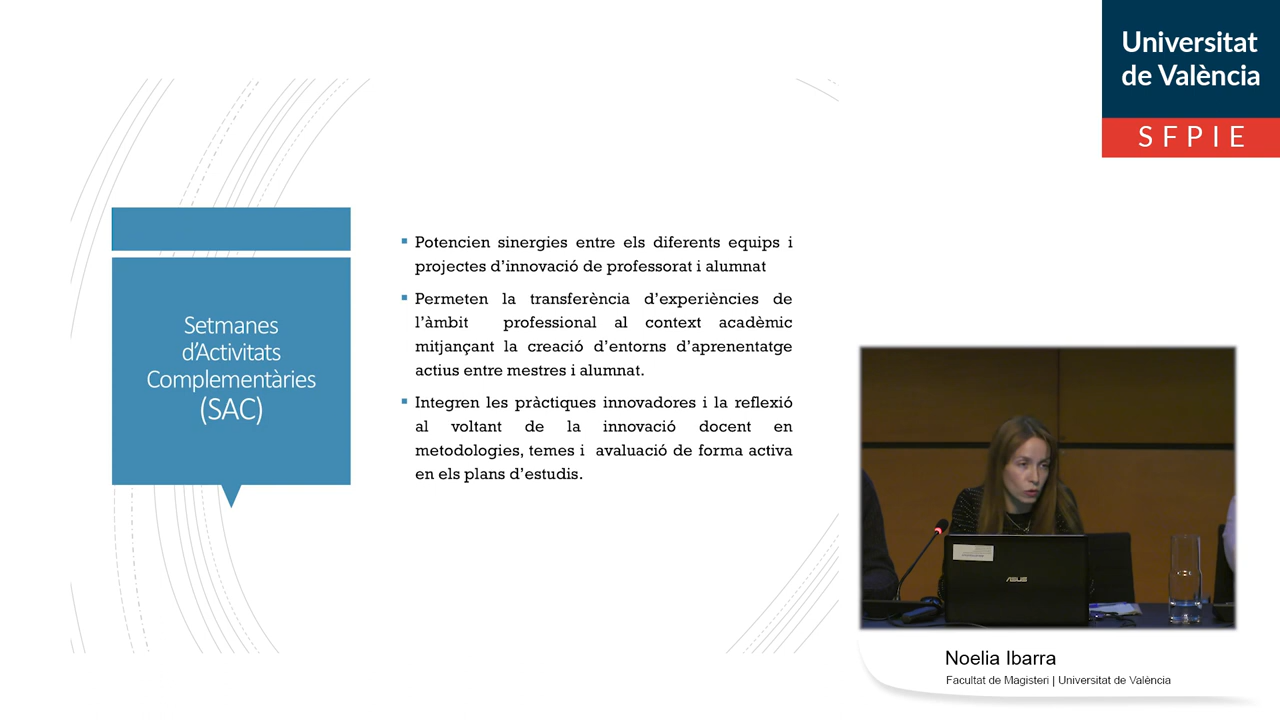 Universitat
de València
SFPIE
Setmanes
d'Activitats
Complementàries
(SAC)
Potencien sinergies entre els diferents equips i
projectes d'innovació de professorat i alumnat
Permeten la transferència d'experiències de
l'àmbit professional al context acadèmic
mitjançant la creació d'entorns d'aprenentatge
actius entre mestres i alumnat.
Integren les pràctiques innovadores i la reflexió
al voltant de la innovació docent en
metodologies, temes i avaluació de forma activa
en els plans d'estudis.
ASUS
Noelia Ibarra
Facultat de Magisteri | Universitat de València